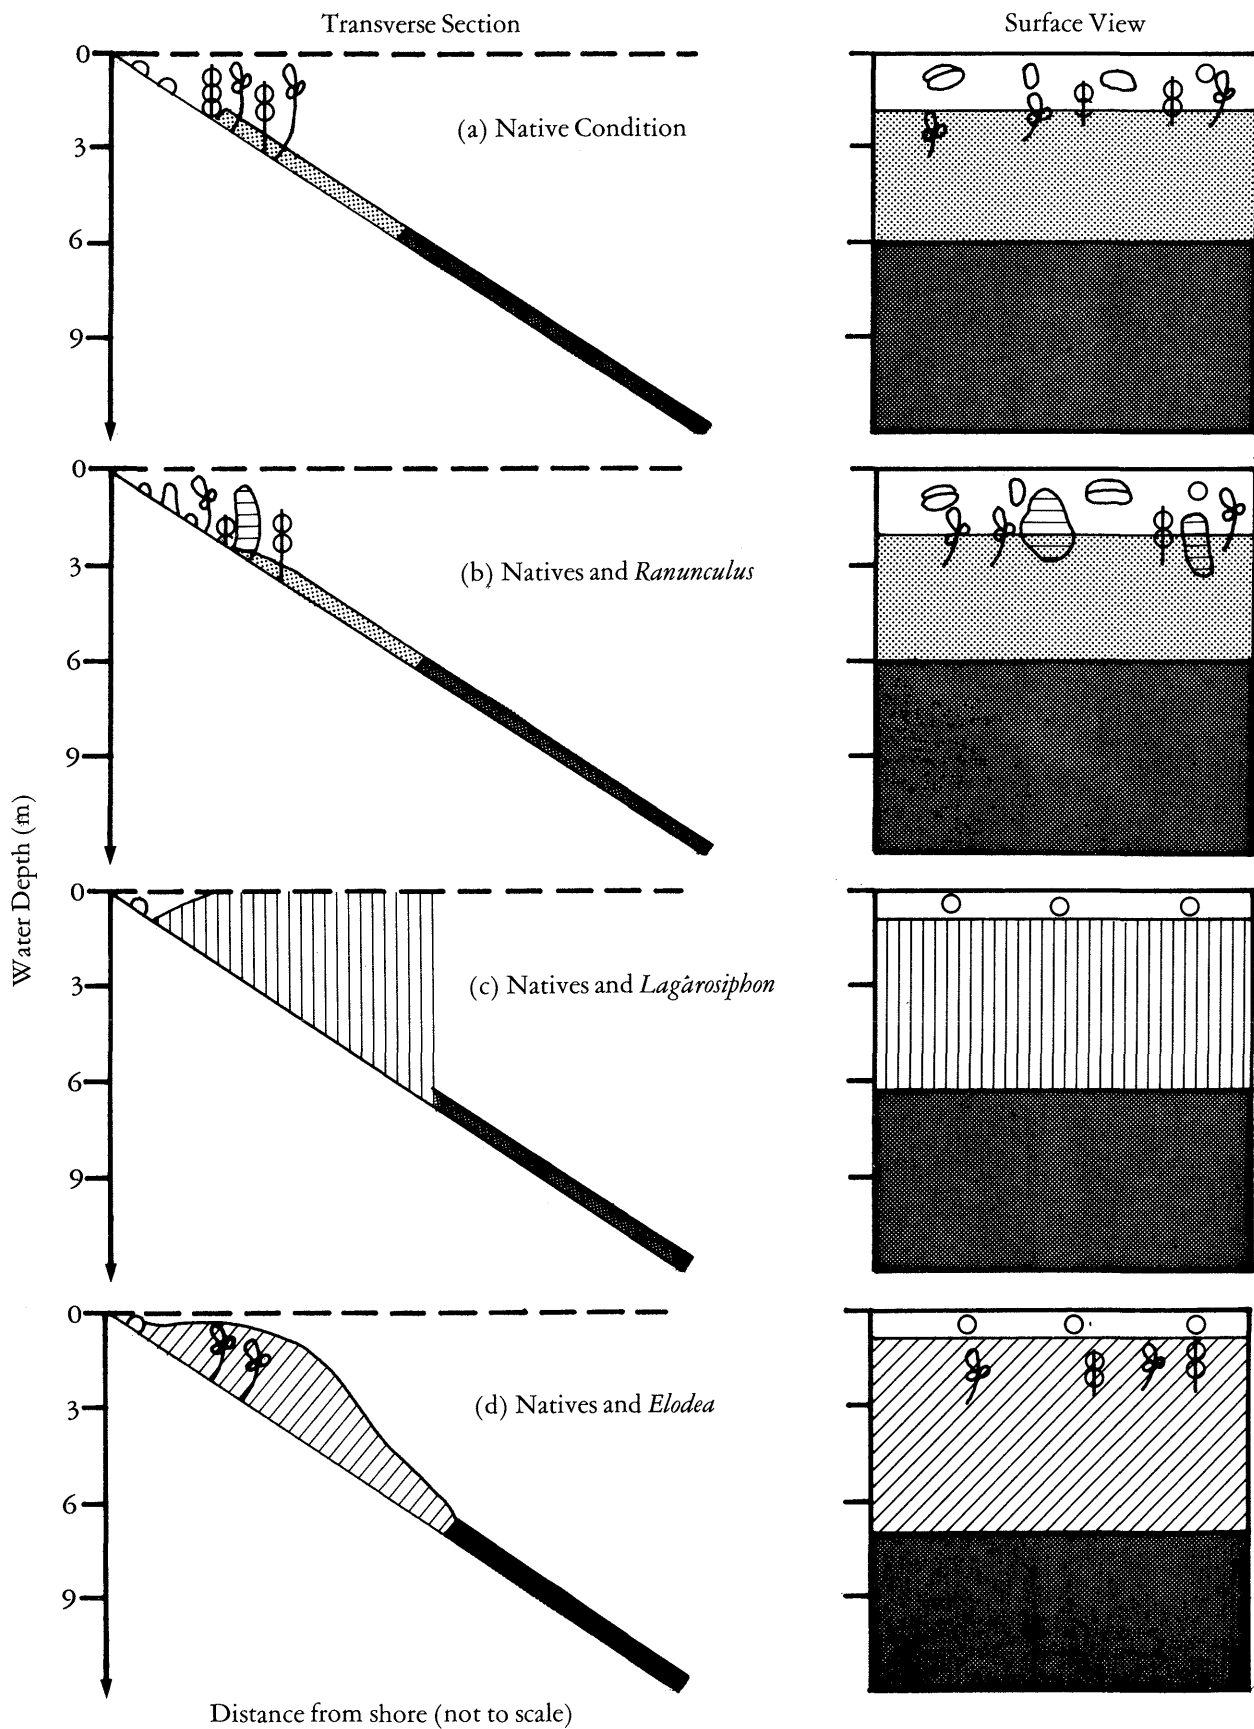 Transverse Section
Surface View
0
3
6
9
(a) Native Condition
0
3
6
9
(b) Natives and Ranunculus
Water Depth (m)
0
3
6
9
(c) Natives and Lagarosiphon
0
3
6
9
(d) Natives and Elodea
Distance from shore (not to scale)